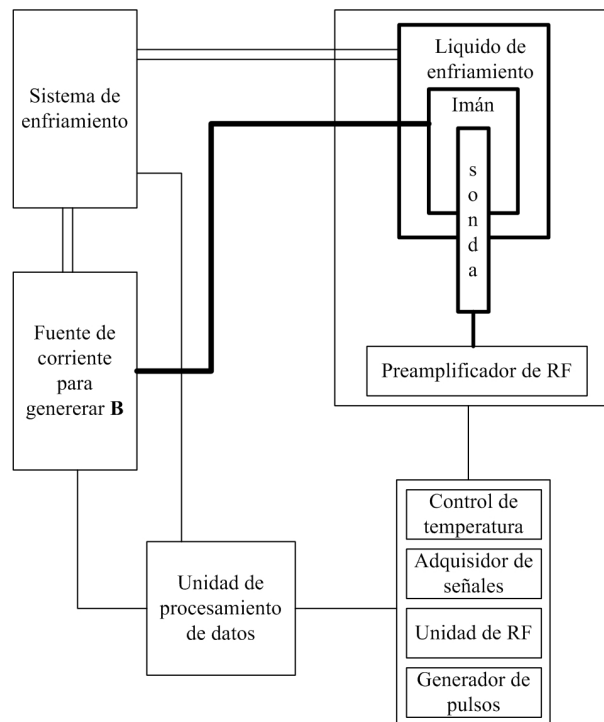 Sistema de
enfriamiento
Liquido de
enfriamiento
Imán
s
o
n
d
a
Fuente de
corriente
para
genererar B
Preamplificador de RF
Control de
temperatura
Adquisidor de
señales
Unidad de RF
Generador de
pulsos
Unidad de
procesamiento
de datos